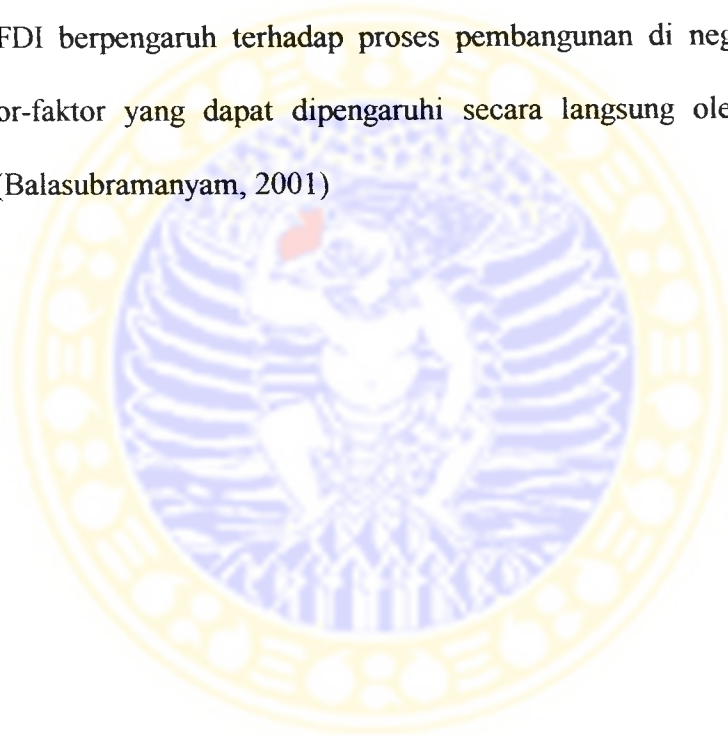 FDI berpengaruh terhadap proses pembangunan di neg
or-faktor yang dapat dipengaruhi secara langsung ole
(Balasubramanyam, 2001)